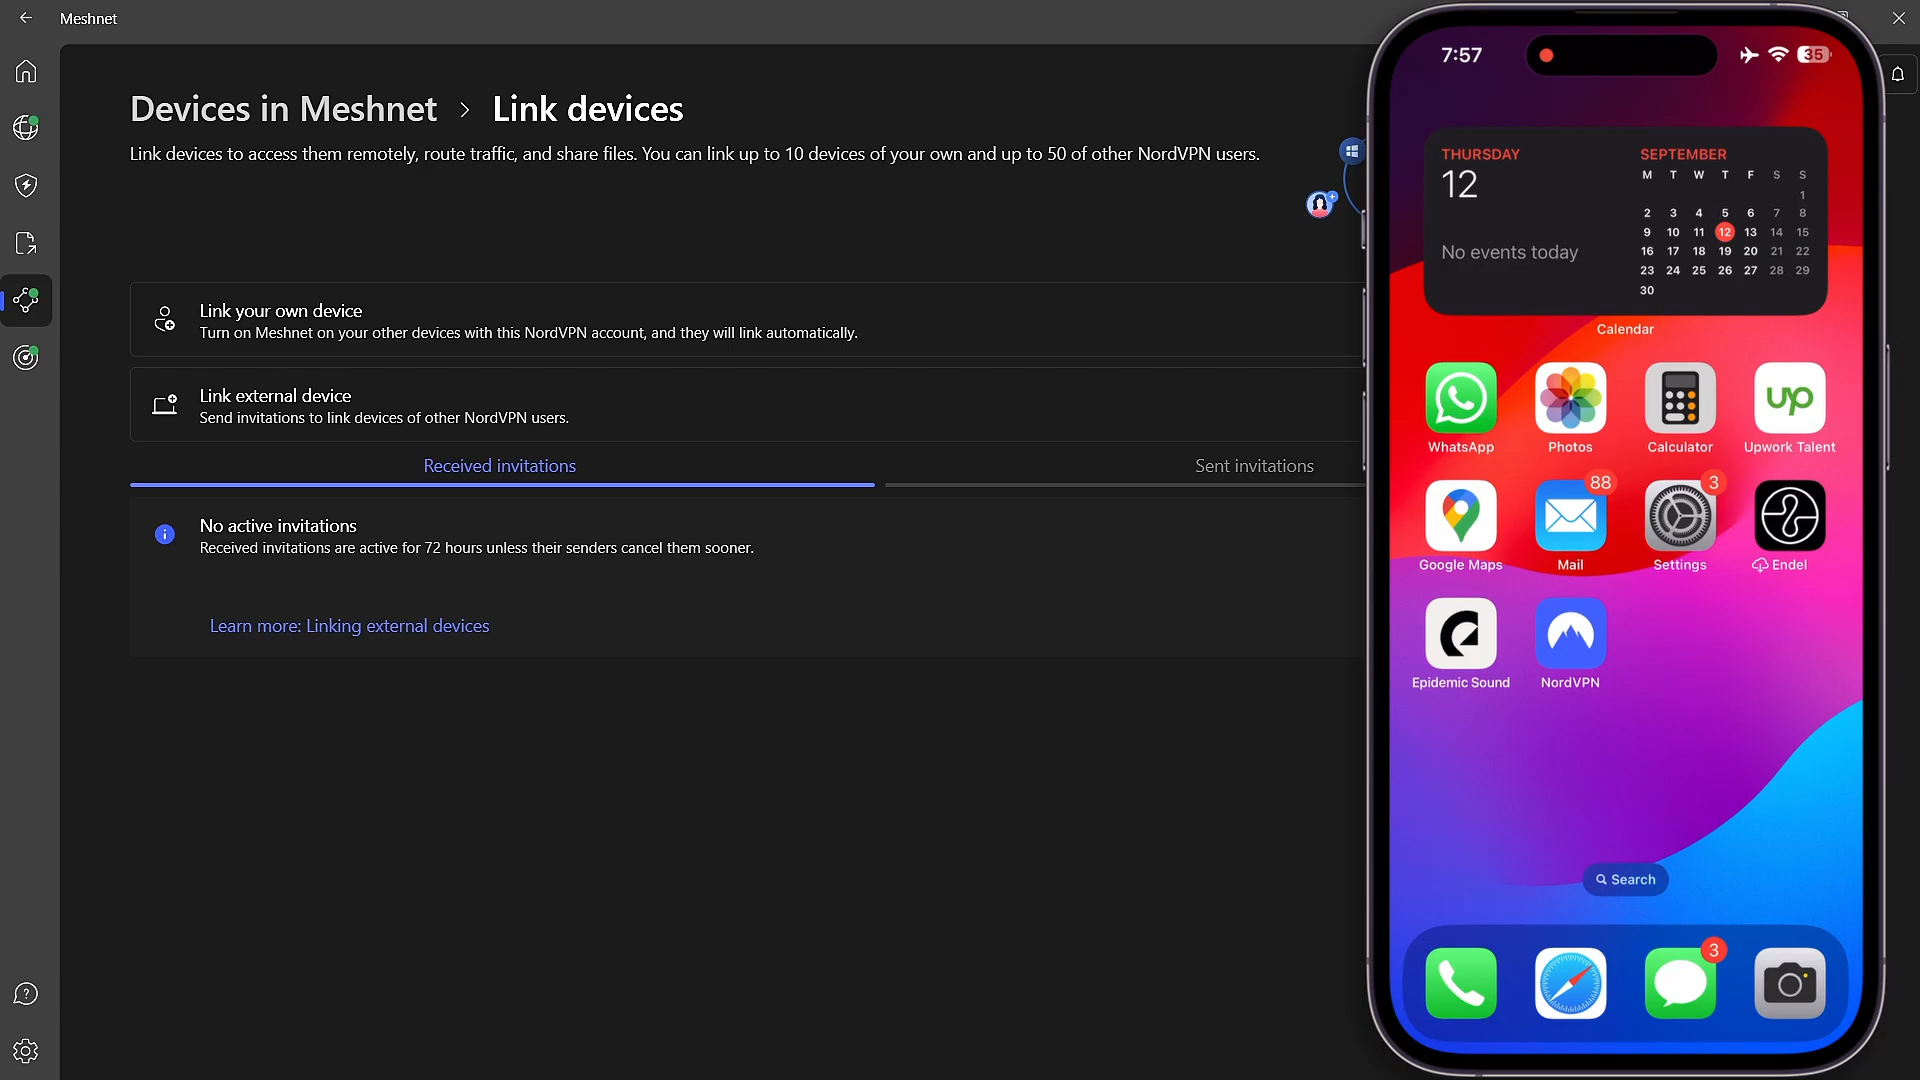 Meshnet
Devices in Meshnet > Link devices
Link devices to access them remotely, route traffic, and share files. You can link up to 10 devices of your own and up to 50 of other NordVPN users.
Link your own device
Turn on Meshnet on your other devices with this NordVPN account, and they will link automatically.
Link external device
Send invitations to link devices of other NordVPN users.
Received invitations
Sent invitations
No active invitations
Received invitations are active for 72 hours unless their senders cancel them sooner.
Learn more: Linking external devices
7:57
35
THURSDAY
12
No events today
SEPTEMBER
M T W T F S S
1
2 3 4 5 6 7 8
9 10 11 12 13 14 15
16 17 18 19 20 21 22
23 24 25 26 27 28 29
30
Calendar
up
WhatsApp Photos Calculator Upwork Talent
88 3
Google Maps Mail Settings Endel
Epidemic Sound NordVPN
Search
3